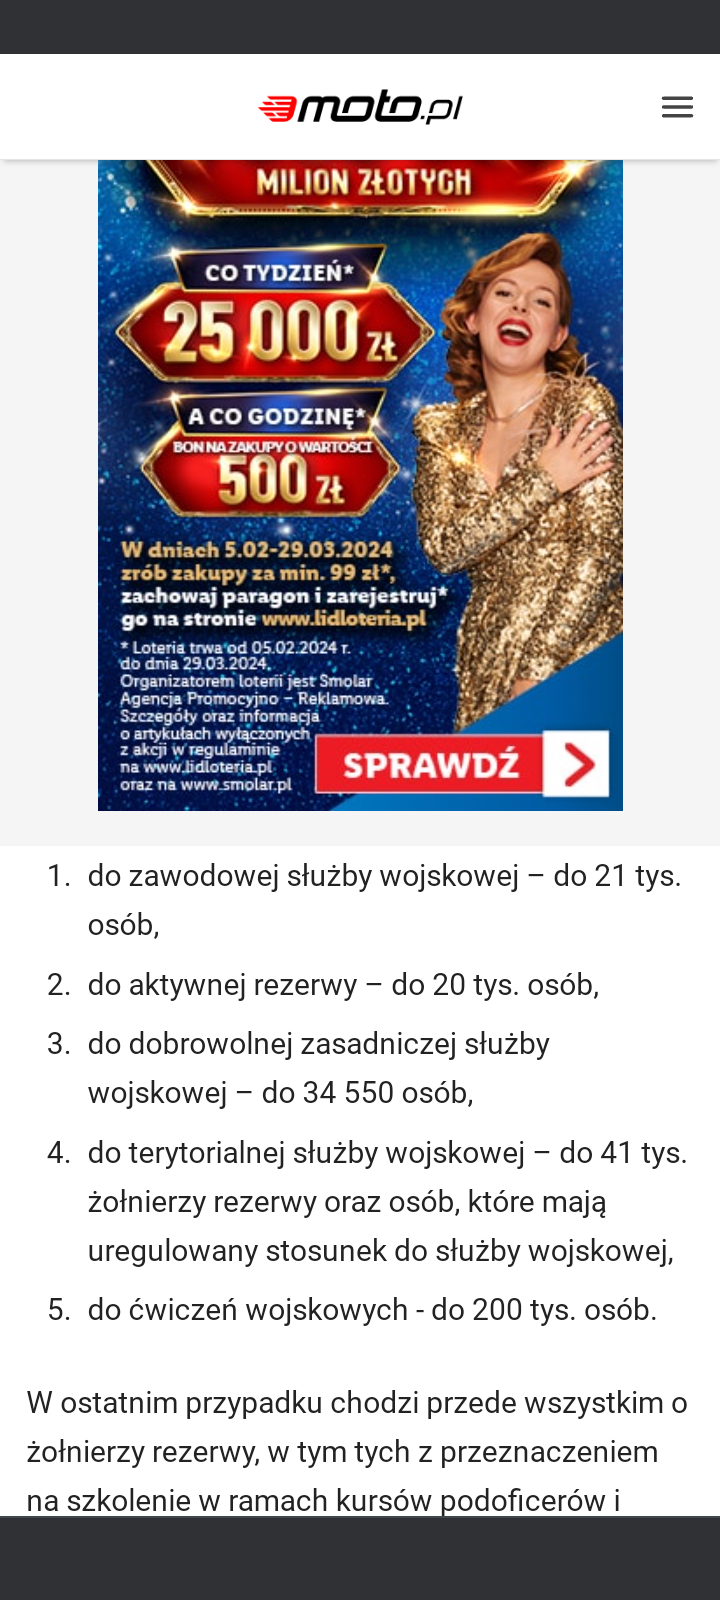 moto.pl
MILION ZŁOTYCH
CO TYDZIEŃ*
25 000 ZŁ
A CO GODZINĘ*
BON NA ZAKUPY O WARTOŚCI
500 ZŁ
W dniach 5.02-29.03.2024
zrób zakupy za min. 99 zł*,
zachowaj paragon i zarejestruj*
go na stronie www.lidloteria.pl
* Loteria trwa od 05.02.2024 r.
do dnia 29.03.2024.
Organizatorem loterii jest Smolar
Agencja Promocyjno – Reklamowa.
Szczegóły oraz informacja
o artykułach wyłączonych
z akcji w regulaminie
na www.lidloteria.pl
oraz na www.smolar.pl
SPRAWDŹ
1. do zawodowej służby wojskowej – do 21 tys.
osób,
2. do aktywnej rezerwy – do 20 tys. osób,
3. do dobrowolnej zasadniczej służby
wojskowej – do 34 550 osób,
4. do terytorialnej służby wojskowej – do 41 tys.
żołnierzy rezerwy oraz osób, które mają
uregulowany stosunek do służby wojskowej,
5. do ćwiczeń wojskowych - do 200 tys. osób.
W ostatnim przypadku chodzi przede wszystkim o
żołnierzy rezerwy, w tym tych z przeznaczeniem
na szkolenie w ramach kursów podoficerów i